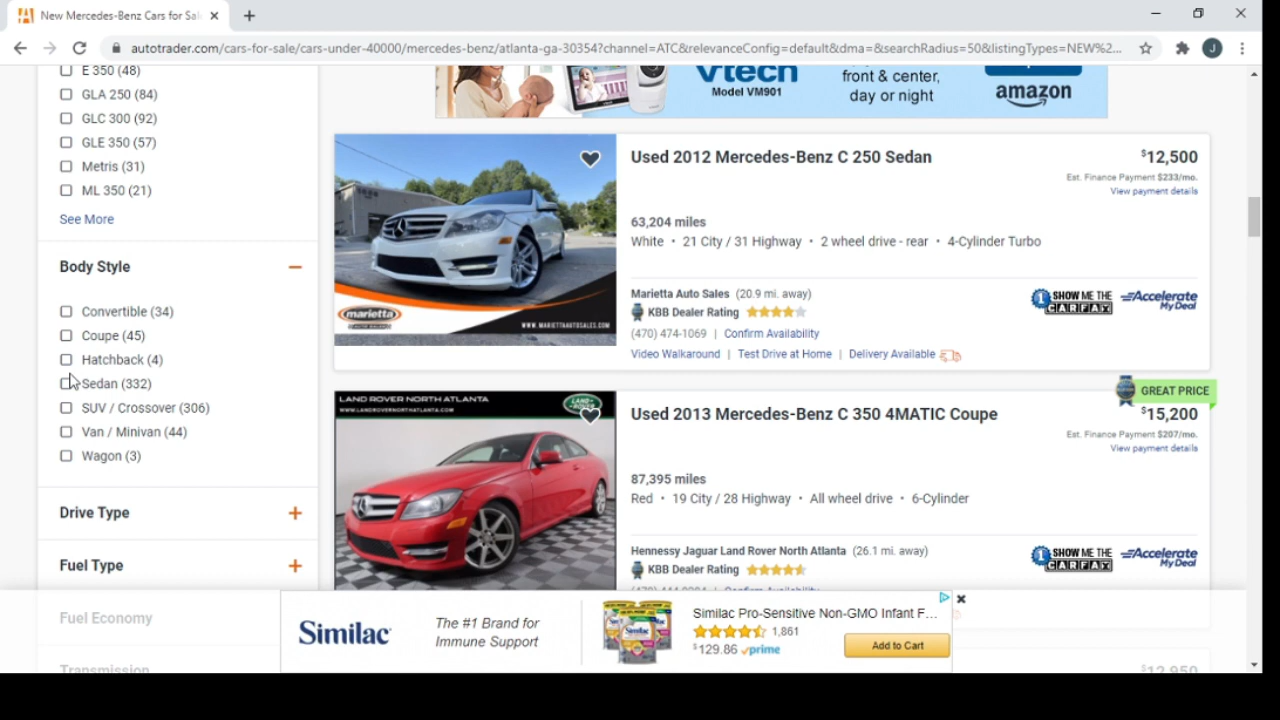 New Mercedes-Benz Cars for Sal
autotrader.com/cars-for-sale/cars-under-40000/mercedes-benz/atlanta-ga-30354?channel=ATC&relevanceConfig=default&dma=&searchRadius=50&listingTypes=NEW%2...
J
E 350 (48)
GLA 250 (84)
GLC 300 (92)
GLE 350 (57)
Metris (31)
ML 350 (21)
See More
Body Style
Convertible (34)
Coupe (45)
Hatchback (4)
Sedan (332)
SUV / Crossover (306)
Van / Minivan (44)
Wagon (3)
Drive Type
Fuel Type
Fuel Economy
Transmission
vtech
Model VM901
front & center,
day or night
amazon
Used 2012 Mercedes-Benz C 250 Sedan
$12,500
Est. Finance Payment $233/mo.
View payment details
63,204 miles
White • 21 City / 31 Highway • 2 wheel drive - rear • 4-Cylinder Turbo
Marietta Auto Sales (20.9 mi. away)
KBB Dealer Rating
(470) 474-1069 | Confirm Availability
Video Walkaround | Test Drive at Home | Delivery Available
1 SHOW ME THE
CARFAX
Accelerate
My Deal
marietta
WWW.MARIETTAAUTOSALES.COM
GREAT PRICE
LAND ROVER NORTH ATLANTA
WWW.LANDROVERNORTHATLANTA.COM
LAND-
ROVER
Used 2013 Mercedes-Benz C 350 4MATIC Coupe
$15,200
Est. Finance Payment $207/mo.
View payment details
87,395 miles
Red • 19 City / 28 Highway • All wheel drive • 6-Cylinder
Hennessy Jaguar Land Rover North Atlanta (26.1 mi. away)
KBB Dealer Rating
1 SHOW ME THE
CARFAX
Accelerate
My Deal
Similac
The #1 Brand for
Immune Support
Similac Pro-Sensitive Non-GMO Infant F...
1,861
$129.86 prime
Add to Cart
$12,950